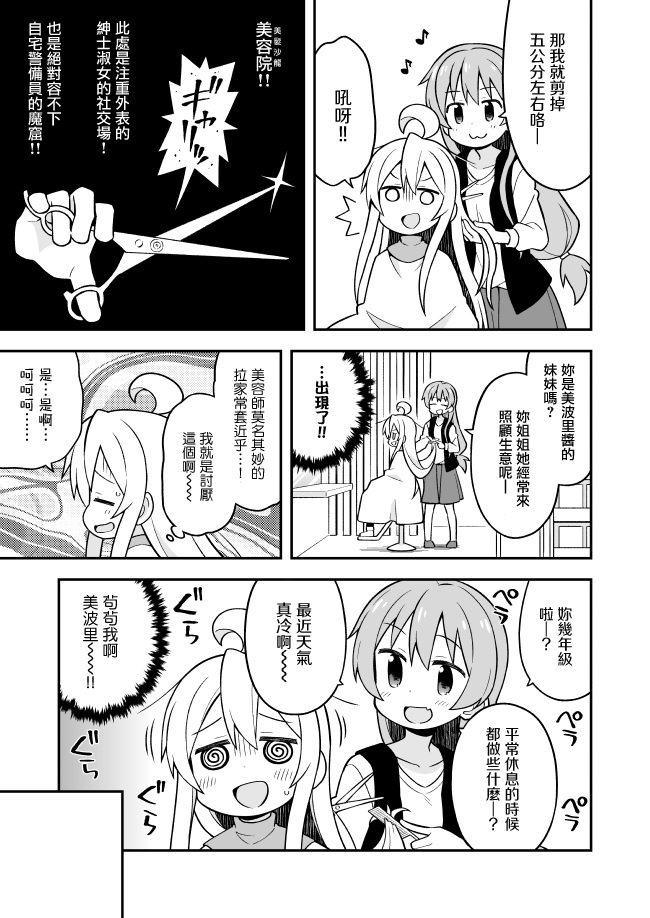 那我就剪掉
五公分左右咯—
吼呀!!
美容院!!
美髮沙龍
此處是注重外表的
紳士淑女的社交場！
也是絕對容不下
自宅警備員的魔窟!!
ギャリッ
妳是美波里醬的
妹妹嗎？
妳姐姐她經常來
照顧生意呢—
…出現了!!
美容師莫名其妙的
拉家常套近乎…！
我就是討厭
這個啊～
是…是啊…
呵呵呵……
妳幾年級
啦—？
平常休息的時候
都做些什麼—？
最近天氣
真冷啊～～
茍茍我啊
美波里～～～!!
ペラ
ペラ
ペラ
ぐら
ぐら
ぐら